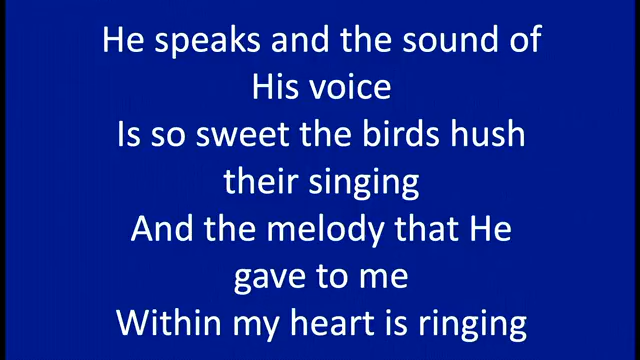 He speaks and the sound of
His voice
Is so sweet the birds hush
their singing
And the melody that He
gave to me
Within my heart is ringing